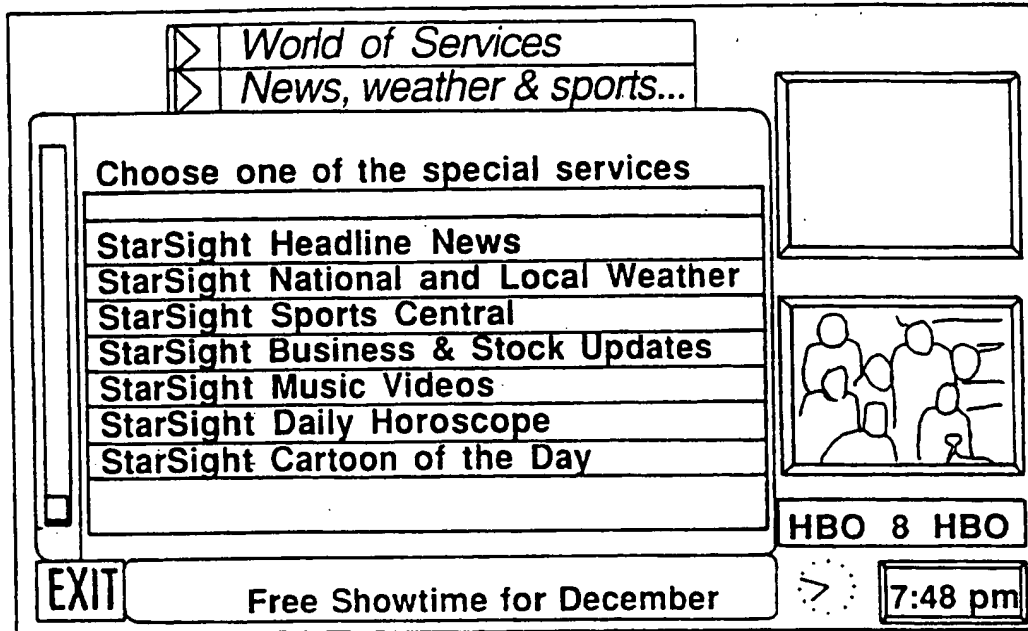 World of Services
News, weather & sports...
Choose one of the special services
StarSight Headline News
StarSight National and Local Weather
StarSight Sports Central
StarSight Business & Stock Updates
StarSight Music Videos
StarSight Daily Horoscope
StarSight Cartoon of the Day
HBO 8 HBO
EXIT
Free Showtime for December
7:48 pm